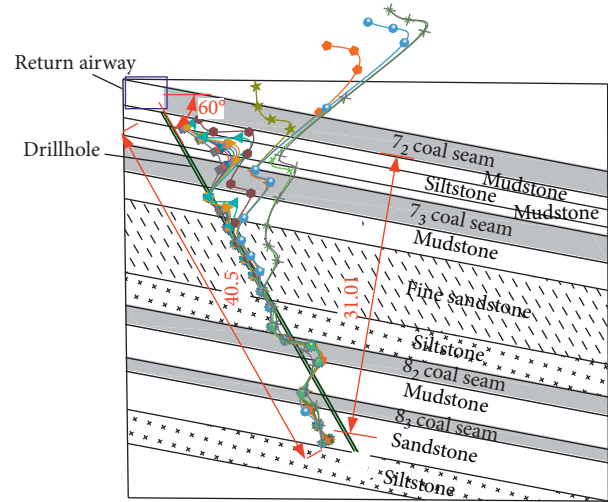 Return airway
60°
Drillhole
7₂ coal seam
Mudstone
Siltstone
Mudstone
7₃ coal seam
Mudstone
40.5
31.01
Fine sandstone
Siltstone
8₂ coal seam
Mudstone
8₃ coal seam
Sandstone
Siltstone